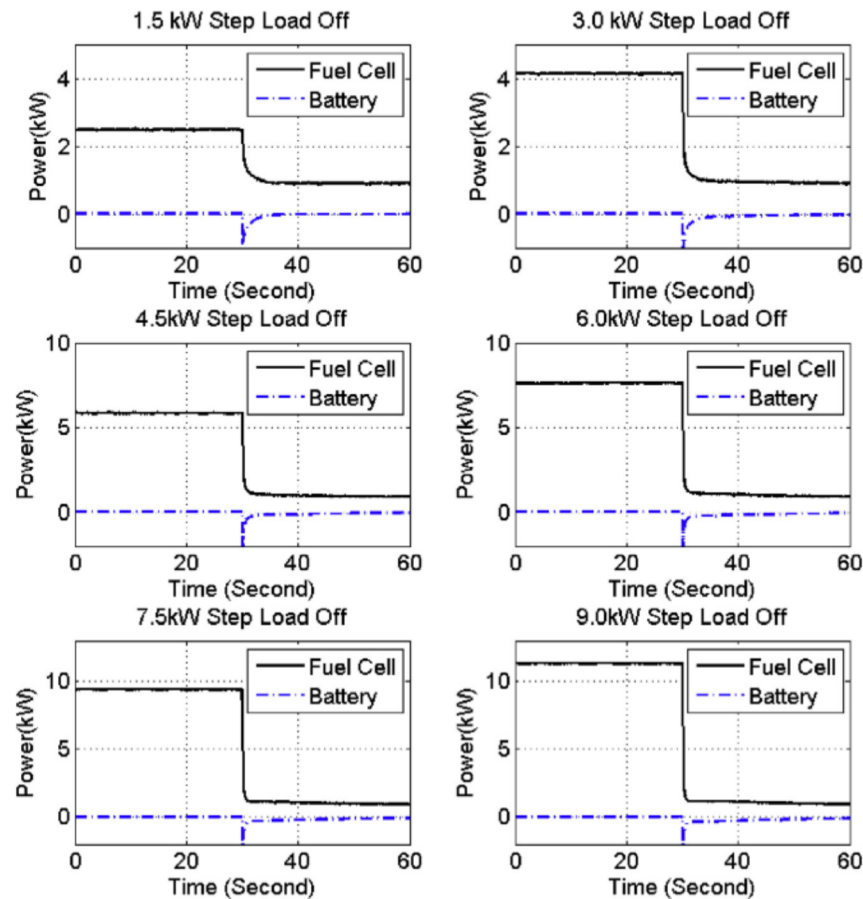 1.5 kW Step Load Off
3.0 kW Step Load Off
Power(kW)
4
2
0
Fuel Cell
Battery
0 20 40 60
Time (Second)
4
2
0
Fuel Cell
Battery
0 20 40 60
Time (Second)
4.5kW Step Load Off
6.0kW Step Load Off
Power(kW)
10
5
0
Fuel Cell
Battery
0 20 40 60
Time (Second)
Power(kW)
10
5
0
Fuel Cell
Battery
0 20 40 60
Time (Second)
7.5kW Step Load Off
9.0kW Step Load Off
Power(kW)
10
5
0
Fuel Cell
Battery
0 20 40 60
Time (Second)
Power(kW)
10
5
0
Fuel Cell
Battery
0 20 40 60
Time (Second)